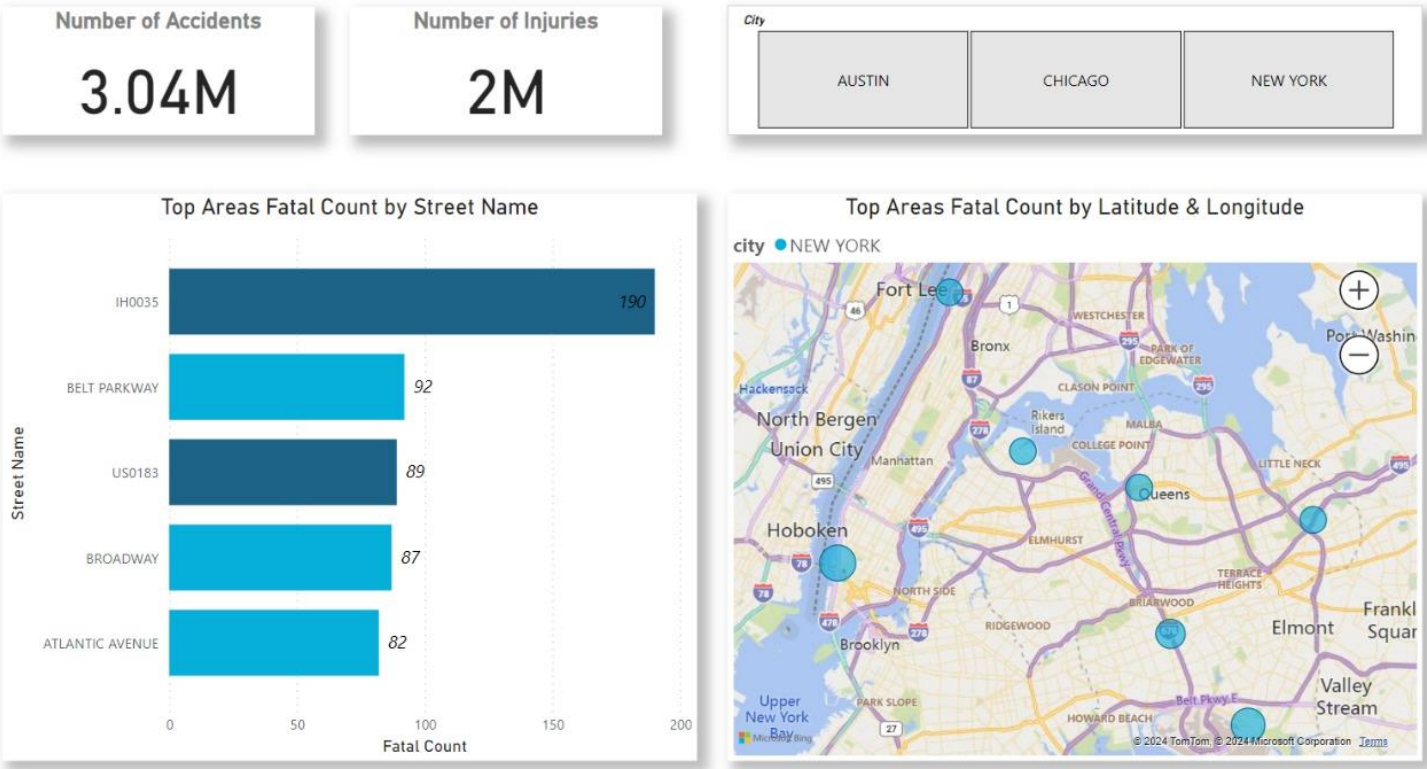 Number of Accidents
3.04M
Number of Injuries
2M
City
AUSTIN
CHICAGO
NEW YORK
Top Areas Fatal Count by Street Name
Street Name
IH0035
190
BELT PARKWAY
92
US0183
89
BROADWAY
87
ATLANTIC AVENUE
82
0 50 100 150 200
Fatal Count
Top Areas Fatal Count by Latitude & Longitude
city NEW YORK
Fort Lee
46
1
WESTCHESTER
295
Port Washin
Bronx
PARK OF
EDGEWATER
87
CLASON POINT
295
Hackensack
North Bergen
Rikers
Island
278
MALBA
COLLEGE POINT
Union City
Manhattan
LITTLE NECK
495
495
Grand Central Pkwy
Queens
Hoboken
495
ELMHURST
78
TERRACE
HEIGHTS
78
NORTH SIDE
BRIARWOOD
Frankl
Squar
478
278
RIDGEWOOD
678
Elmont
Brooklyn
Valley
Stream
Upper
New York
Bay
PARK SLOPE
Belt Pkwy E
HOWARD BEACH
27
Microsoft Bing
© 2024 TomTom, © 2024 Microsoft Corporation Terms